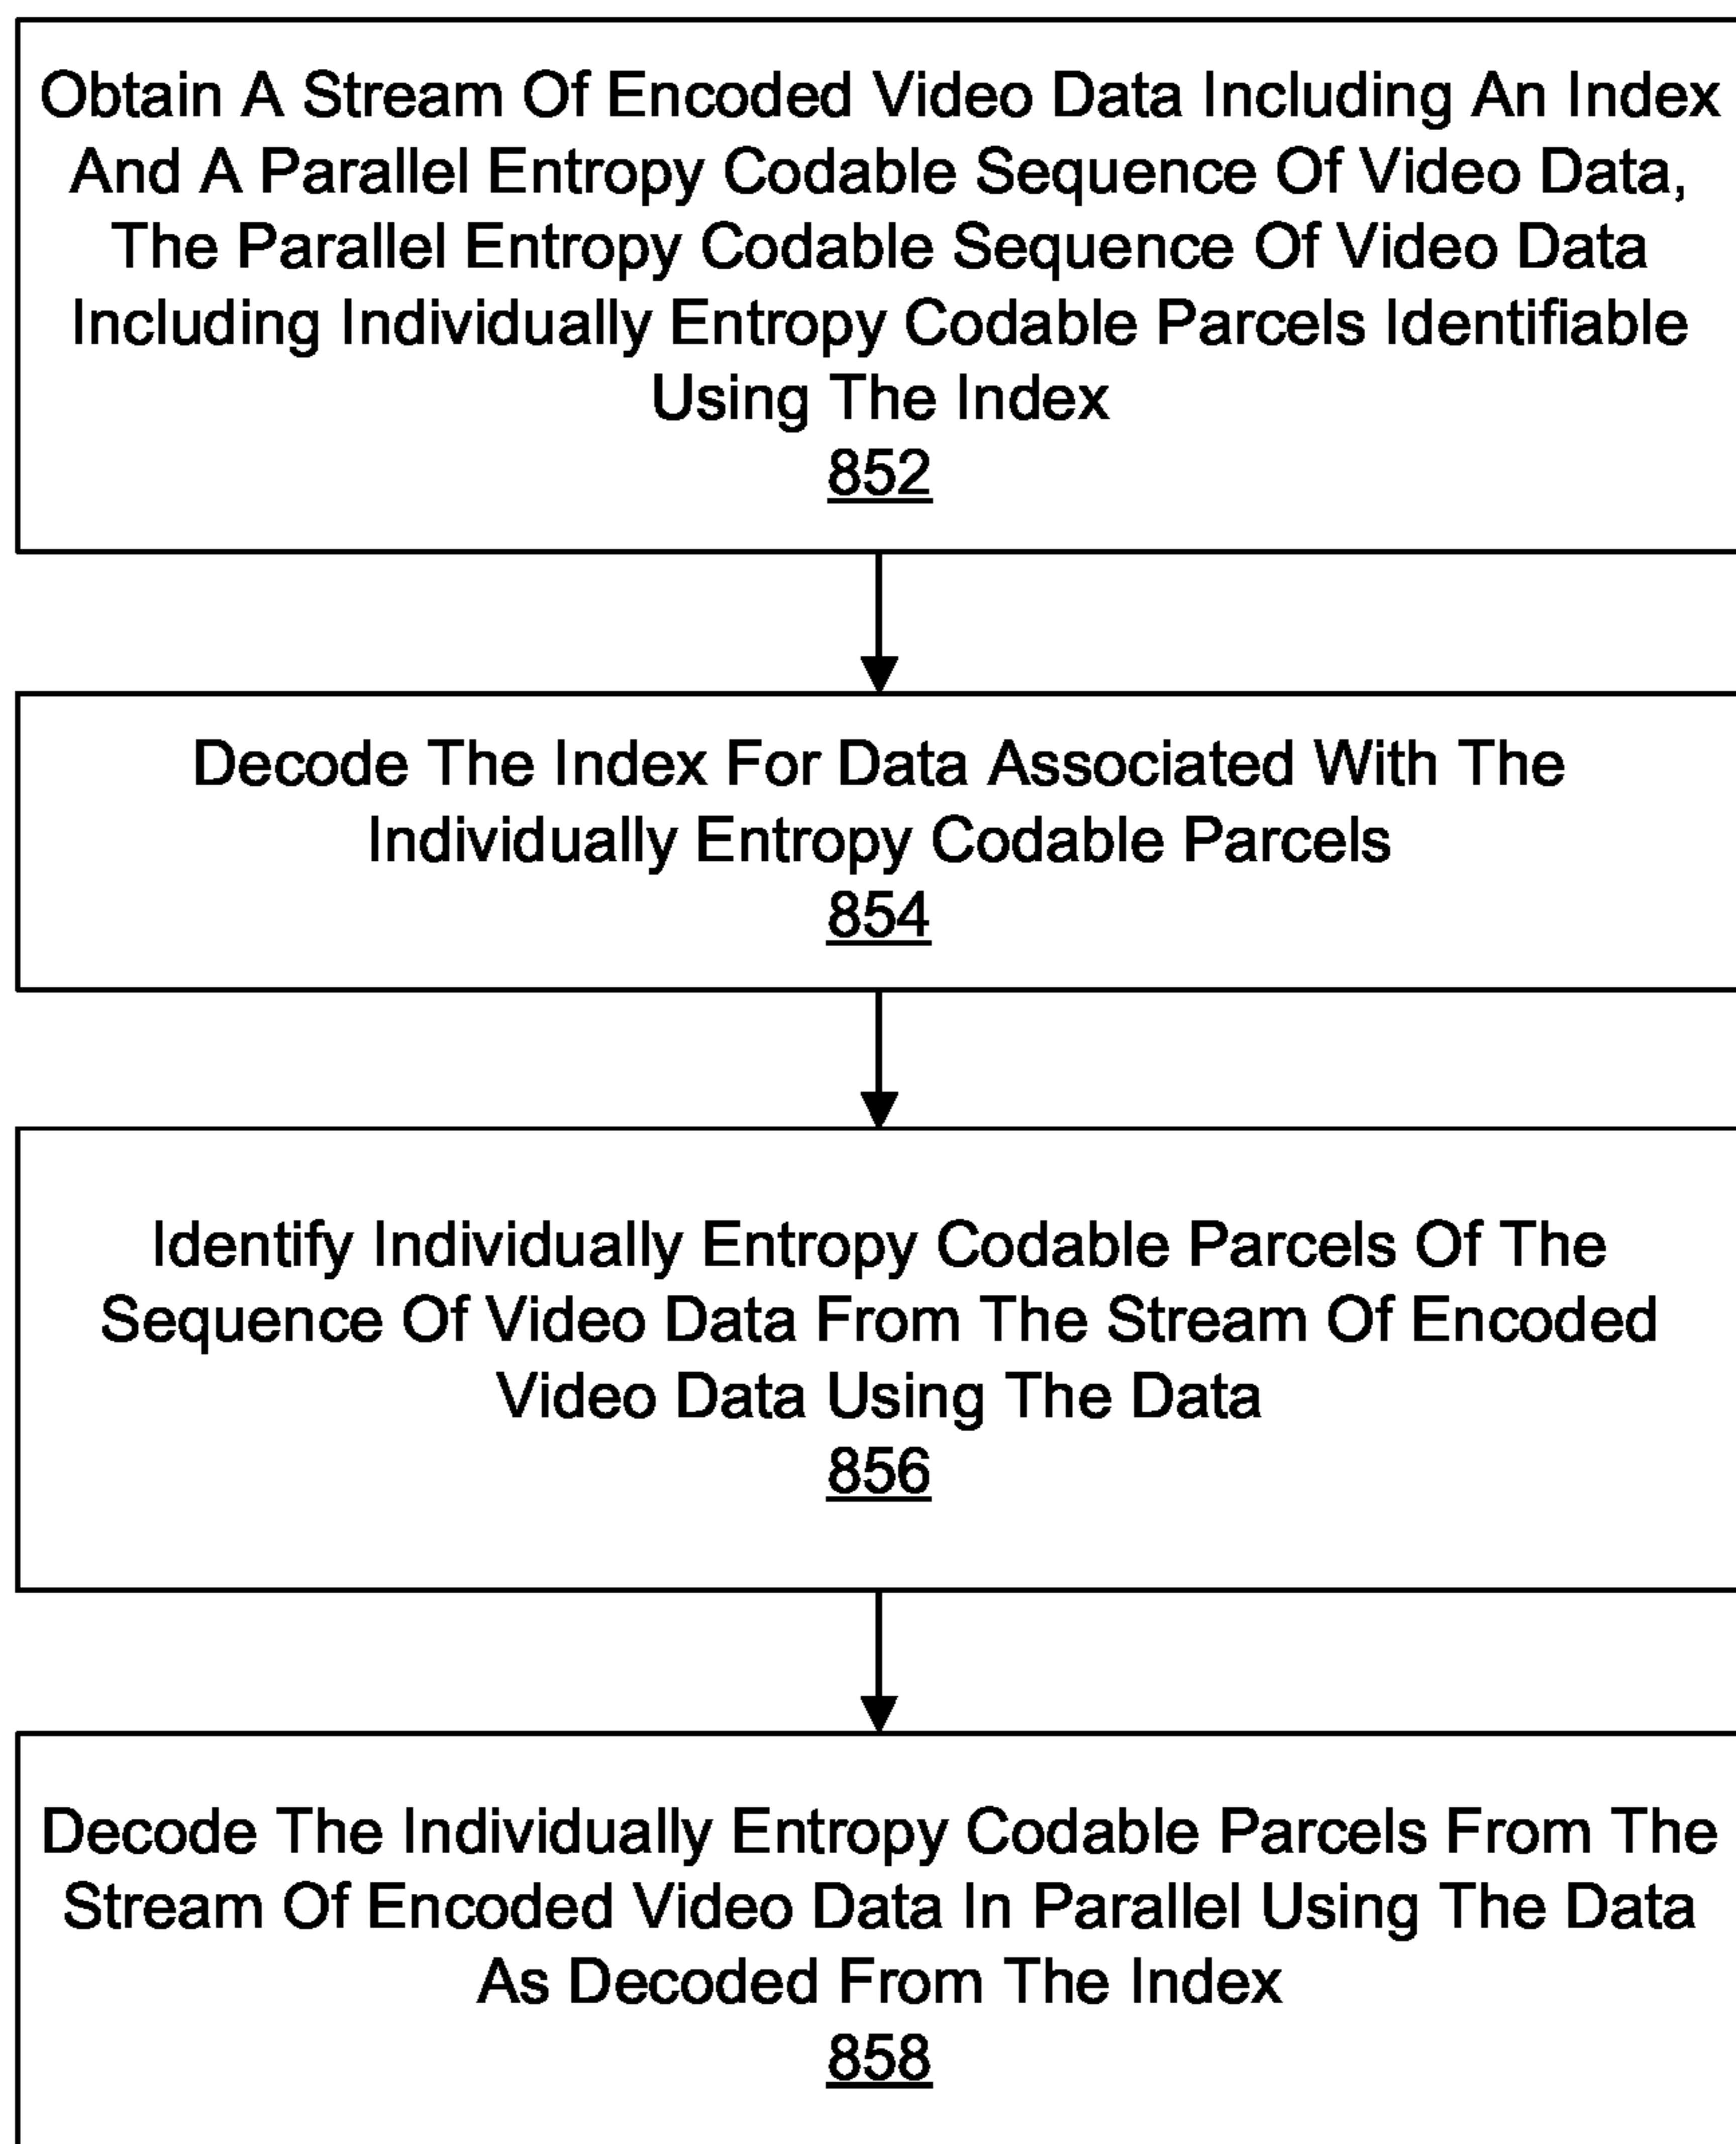 Obtain A Stream Of Encoded Video Data Including An Index
And A Parallel Entropy Codable Sequence Of Video Data,
The Parallel Entropy Codable Sequence Of Video Data
Including Individually Entropy Codable Parcels Identifiable
Using The Index
852
Decode The Index For Data Associated With The
Individually Entropy Codable Parcels
854
Identify Individually Entropy Codable Parcels Of The
Sequence Of Video Data From The Stream Of Encoded
Video Data Using The Data
856
Decode The Individually Entropy Codable Parcels From The
Stream Of Encoded Video Data In Parallel Using The Data
As Decoded From The Index
858